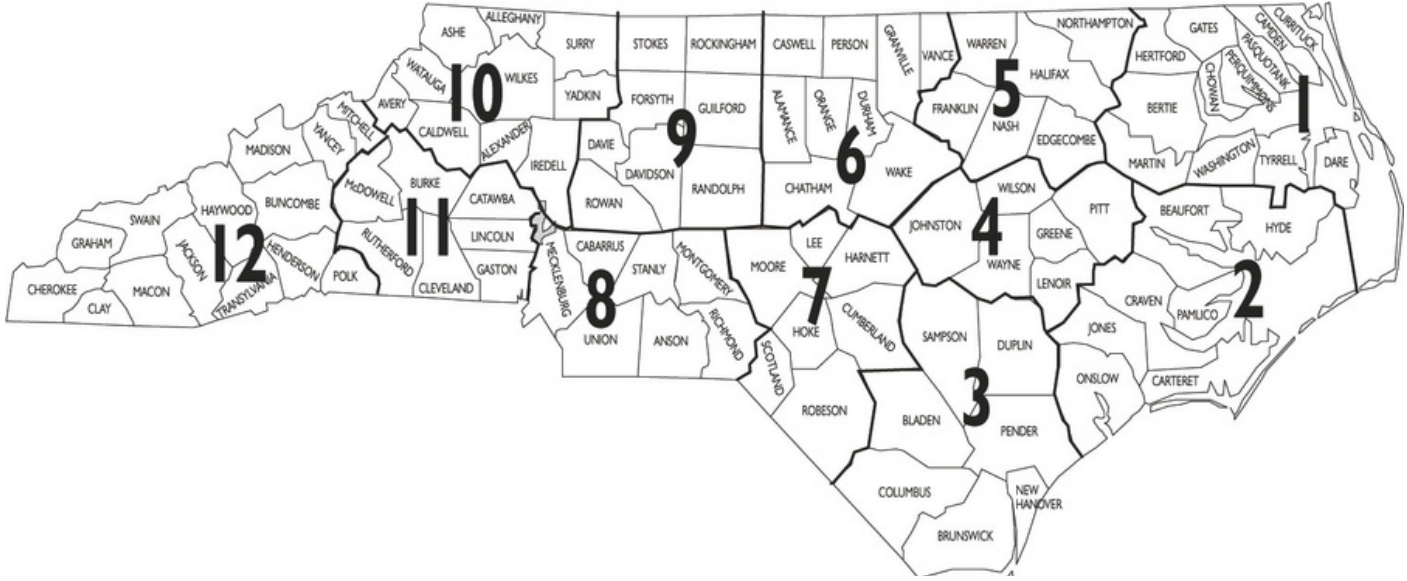 ALLEGHANY
ASHE
SURRY
STOKES
ROCKINGHAM
CASWELL
PERSON
GRANVILLE
VANCE
WARREN
NORTHAMPTON
GATES
CAMDEN
CURRITUCK
PASQUOTANK
PERQUIMMONS
CHOWAN
HERTFORD
HALIFAX
BERTIE
WATAUGA
WILKES
10
YADKIN
FORSYTH
GUILFORD
9
ALAMANCE
ORANGE
DURHAM
6
FRANKLIN
5
NASH
EDGECOMBE
1
MITCHELL
AVERY
CALDWELL
ALEXANDER
IREDELL
DAVIE
DAVIDSON
RANDOLPH
ROWAN
CHATHAM
WAKE
MARTIN
WASHINGTON
TYRRELL
DARE
MADISON
YANCEY
McDOWELL
BURKE
CATAWBA
11
LINCOLN
GASTON
RUTHERFORD
CLEVELAND
POLK
BUNCOMBE
HAYWOOD
SWAIN
GRAHAM
JACKSON
12
HENDERSON
TRANSYLVANIA
CHEROKEE
CLAY
MACON
MECKLENBURG
CABARRUS
STANLY
MONTGOMERY
8
UNION
ANSON
RICHMOND
MOORE
LEE
HARNETT
7
HOKE
CUMBERLAND
SCOTLAND
ROBESON
JOHNSTON
WILSON
4
GREENE
WAYNE
PITT
LENOIR
BEAUFORT
HYDE
2
CRAVEN
PAMLICO
JONES
ONSLOW
CARTERET
SAMPSON
DUPLIN
3
BLADEN
PENDER
COLUMBUS
NEW
HANOVER
BRUNSWICK